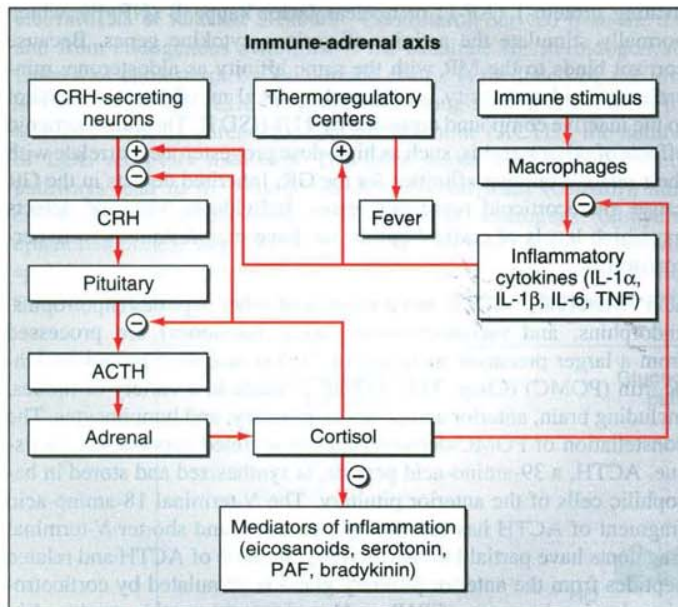 Immune-adrenal axis
CRH-secreting
neurons
Thermoregulatory
centers
Immune stimulus
+
−
+
Macrophages
−
CRH
Fever
Pituitary
Inflammatory
cytokines (IL-1α,
IL-1β, IL-6, TNF)
−
ACTH
Adrenal
Cortisol
−
Mediators of inflammation
(eicosanoids, serotonin,
PAF, bradykinin)